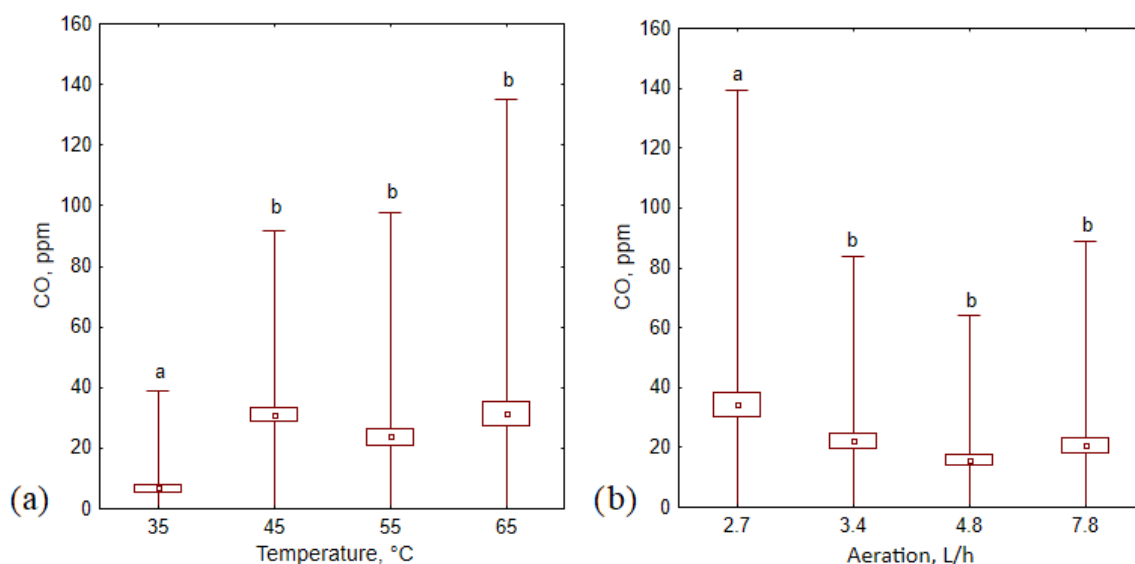 160
140
120
100
80
60
40
20
0
CO, ppm
a
b
b
b
35 45 55 65
Temperature, °C
(a)
160
140
120
100
80
60
40
20
0
CO, ppm
a
b
b
b
2.7 3.4 4.8 7.8
Aeration, L/h
(b)